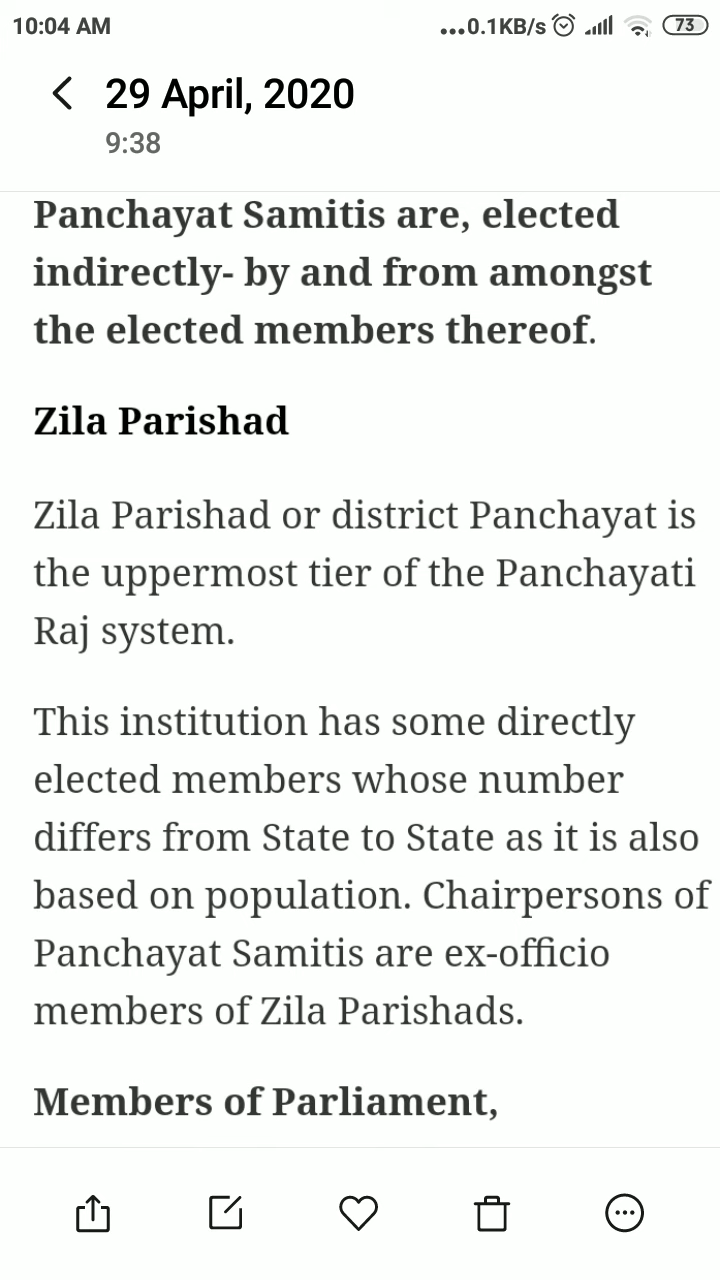 10:04 AM
...0.1KB/s
73
29 April, 2020
9:38
Panchayat Samitis are, elected
indirectly- by and from amongst
the elected members thereof.
Zila Parishad
Zila Parishad or district Panchayat is
the uppermost tier of the Panchayati
Raj system.
This institution has some directly
elected members whose number
differs from State to State as it is also
based on population. Chairpersons of
Panchayat Samitis are ex-officio
members of Zila Parishads.
Members of Parliament,